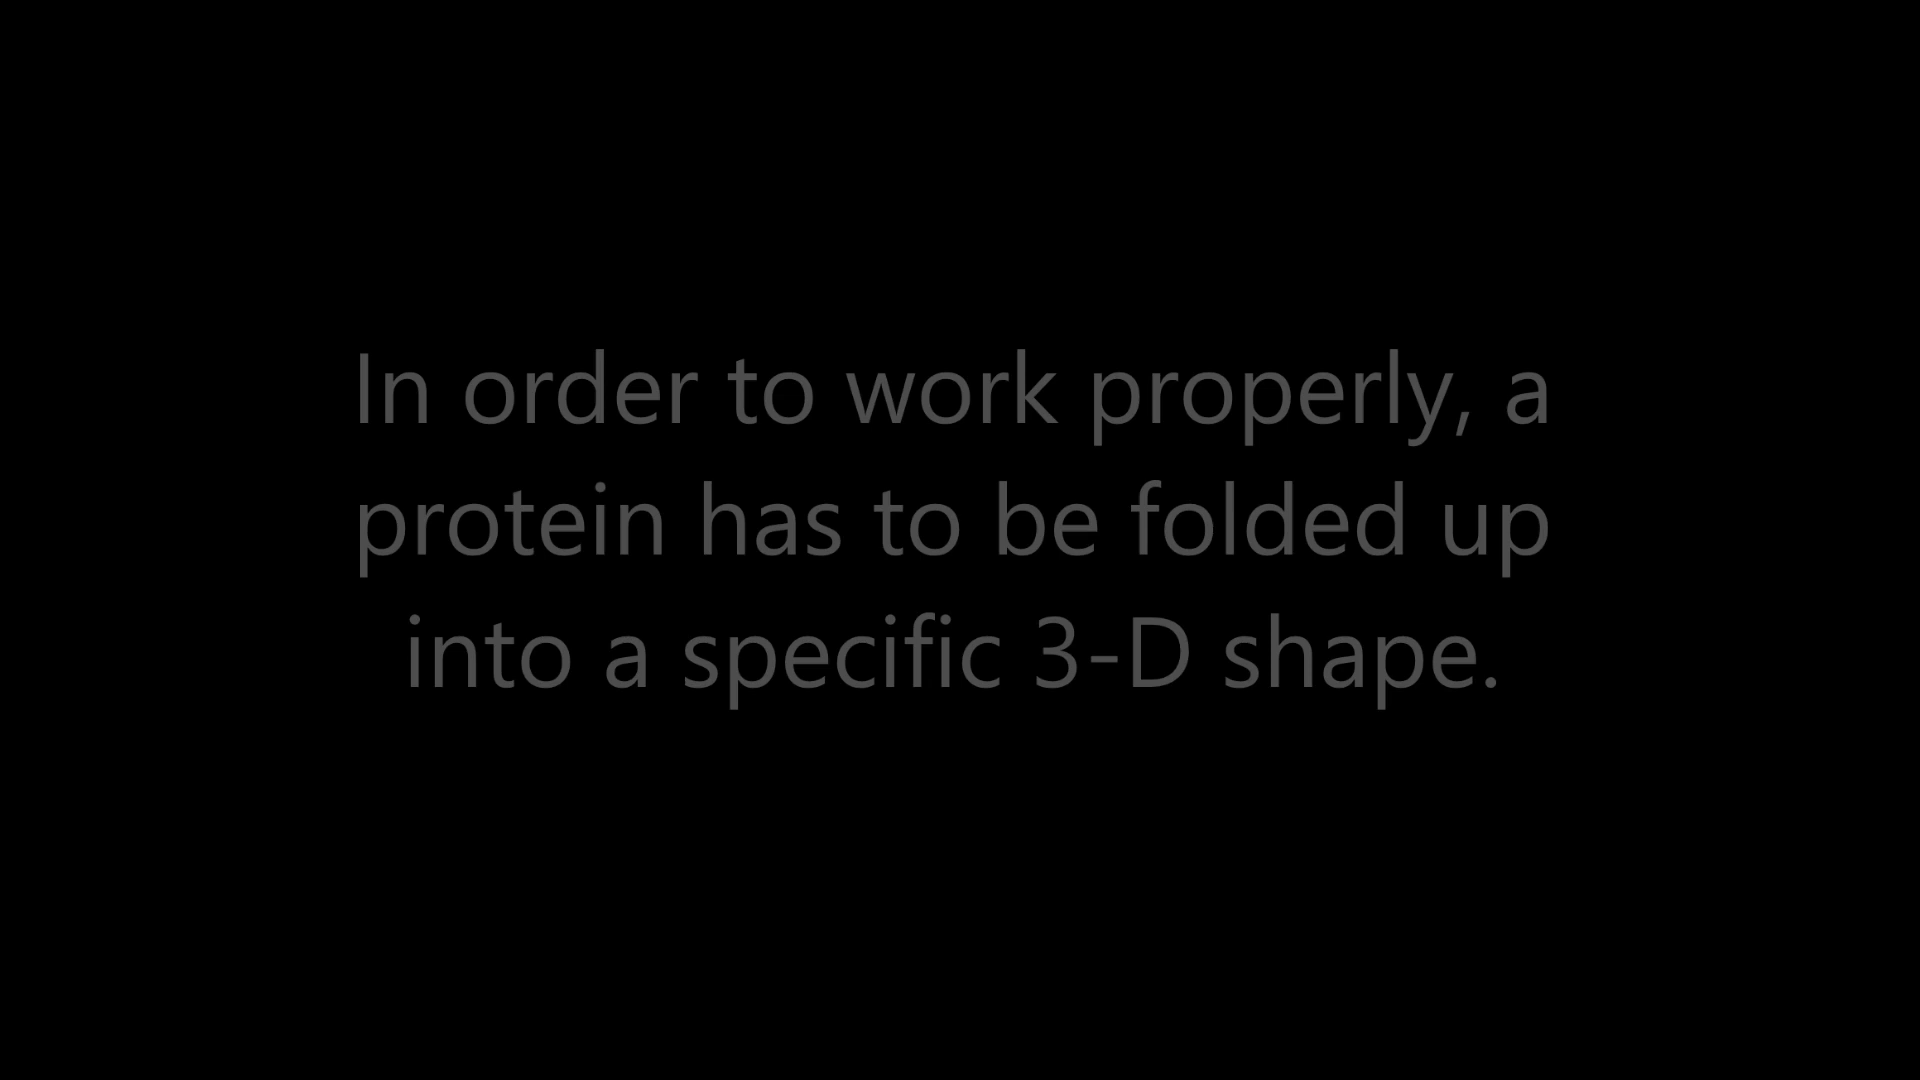 In order to work properly, a
protein has to be folded up
into a specific 3-D shape.